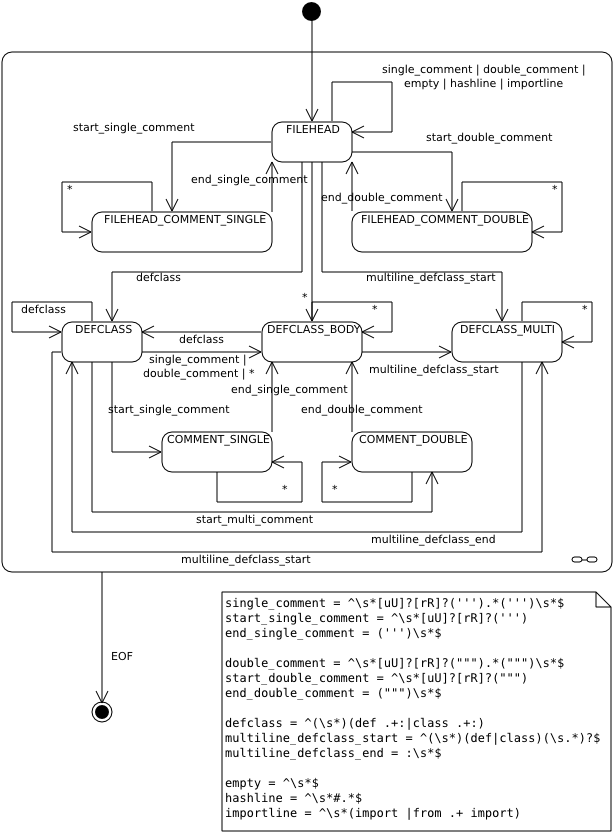 single_comment | double_comment |
empty | hashline | importline
FILEHEAD
start_single_comment
start_double_comment
end_single_comment
*
end_double_comment
*
FILEHEAD_COMMENT_SINGLE
FILEHEAD_COMMENT_DOUBLE
defclass
multiline_defclass_start
*
defclass
*
*
DEFCLASS
DEFCLASS_BODY
DEFCLASS_MULTI
defclass
single_comment |
double_comment | *
multiline_defclass_start
end_single_comment
start_single_comment
end_double_comment
COMMENT_SINGLE
COMMENT_DOUBLE
*
*
start_multi_comment
multiline_defclass_end
multiline_defclass_start
EOF
single_comment = ^\s*[uU]?[rR]?(''').*(''')\s*$
start_single_comment = ^\s*[uU]?[rR]?(''')
end_single_comment = (''')\s*$
double_comment = ^\s*[uU]?[rR]?(""").*(""")\s*$
start_double_comment = ^\s*[uU]?[rR]?(""")
end_double_comment = (""")\s*$
defclass = ^(\s*)(def .+:|class .+:)
multiline_defclass_start = ^(\s*)(def|class)(\s.*)?$
multiline_defclass_end = :\s*$
empty = ^\s*$
hashline = ^\s*#.*$
importline = ^\s*(import |from .+ import)